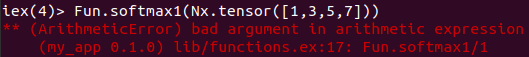 iex(4)> Fun.softmax1(Nx.tensor([1,3,5,7]))
** (ArithmeticError) bad argument in arithmetic expression
    (my_app 0.1.0) lib/functions.ex:17: Fun.softmax1/1